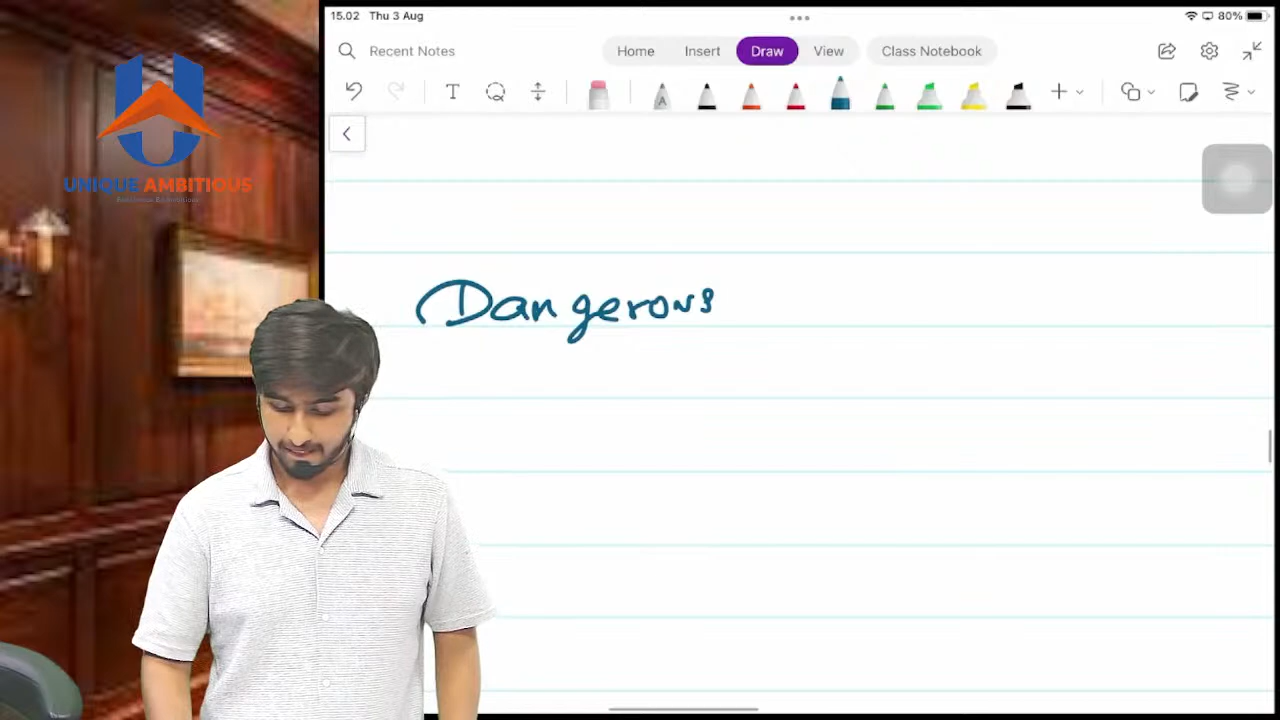 15.02 Thu 3 Aug
80%
Recent Notes
Home Insert Draw View Class Notebook
T
A
UNIQUE AMBITIOUS
Dangerous